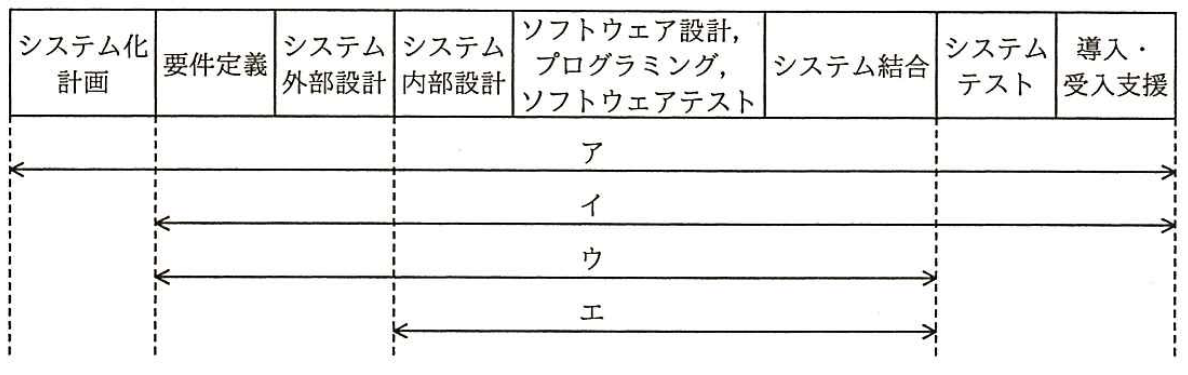 システム化
計画
要件定義
システム
外部設計
システム
内部設計
ソフトウェア設計,
プログラミング,
ソフトウェアテスト
システム結合
システム
テスト
導入・
受入支援
ア
イ
ウ
エ